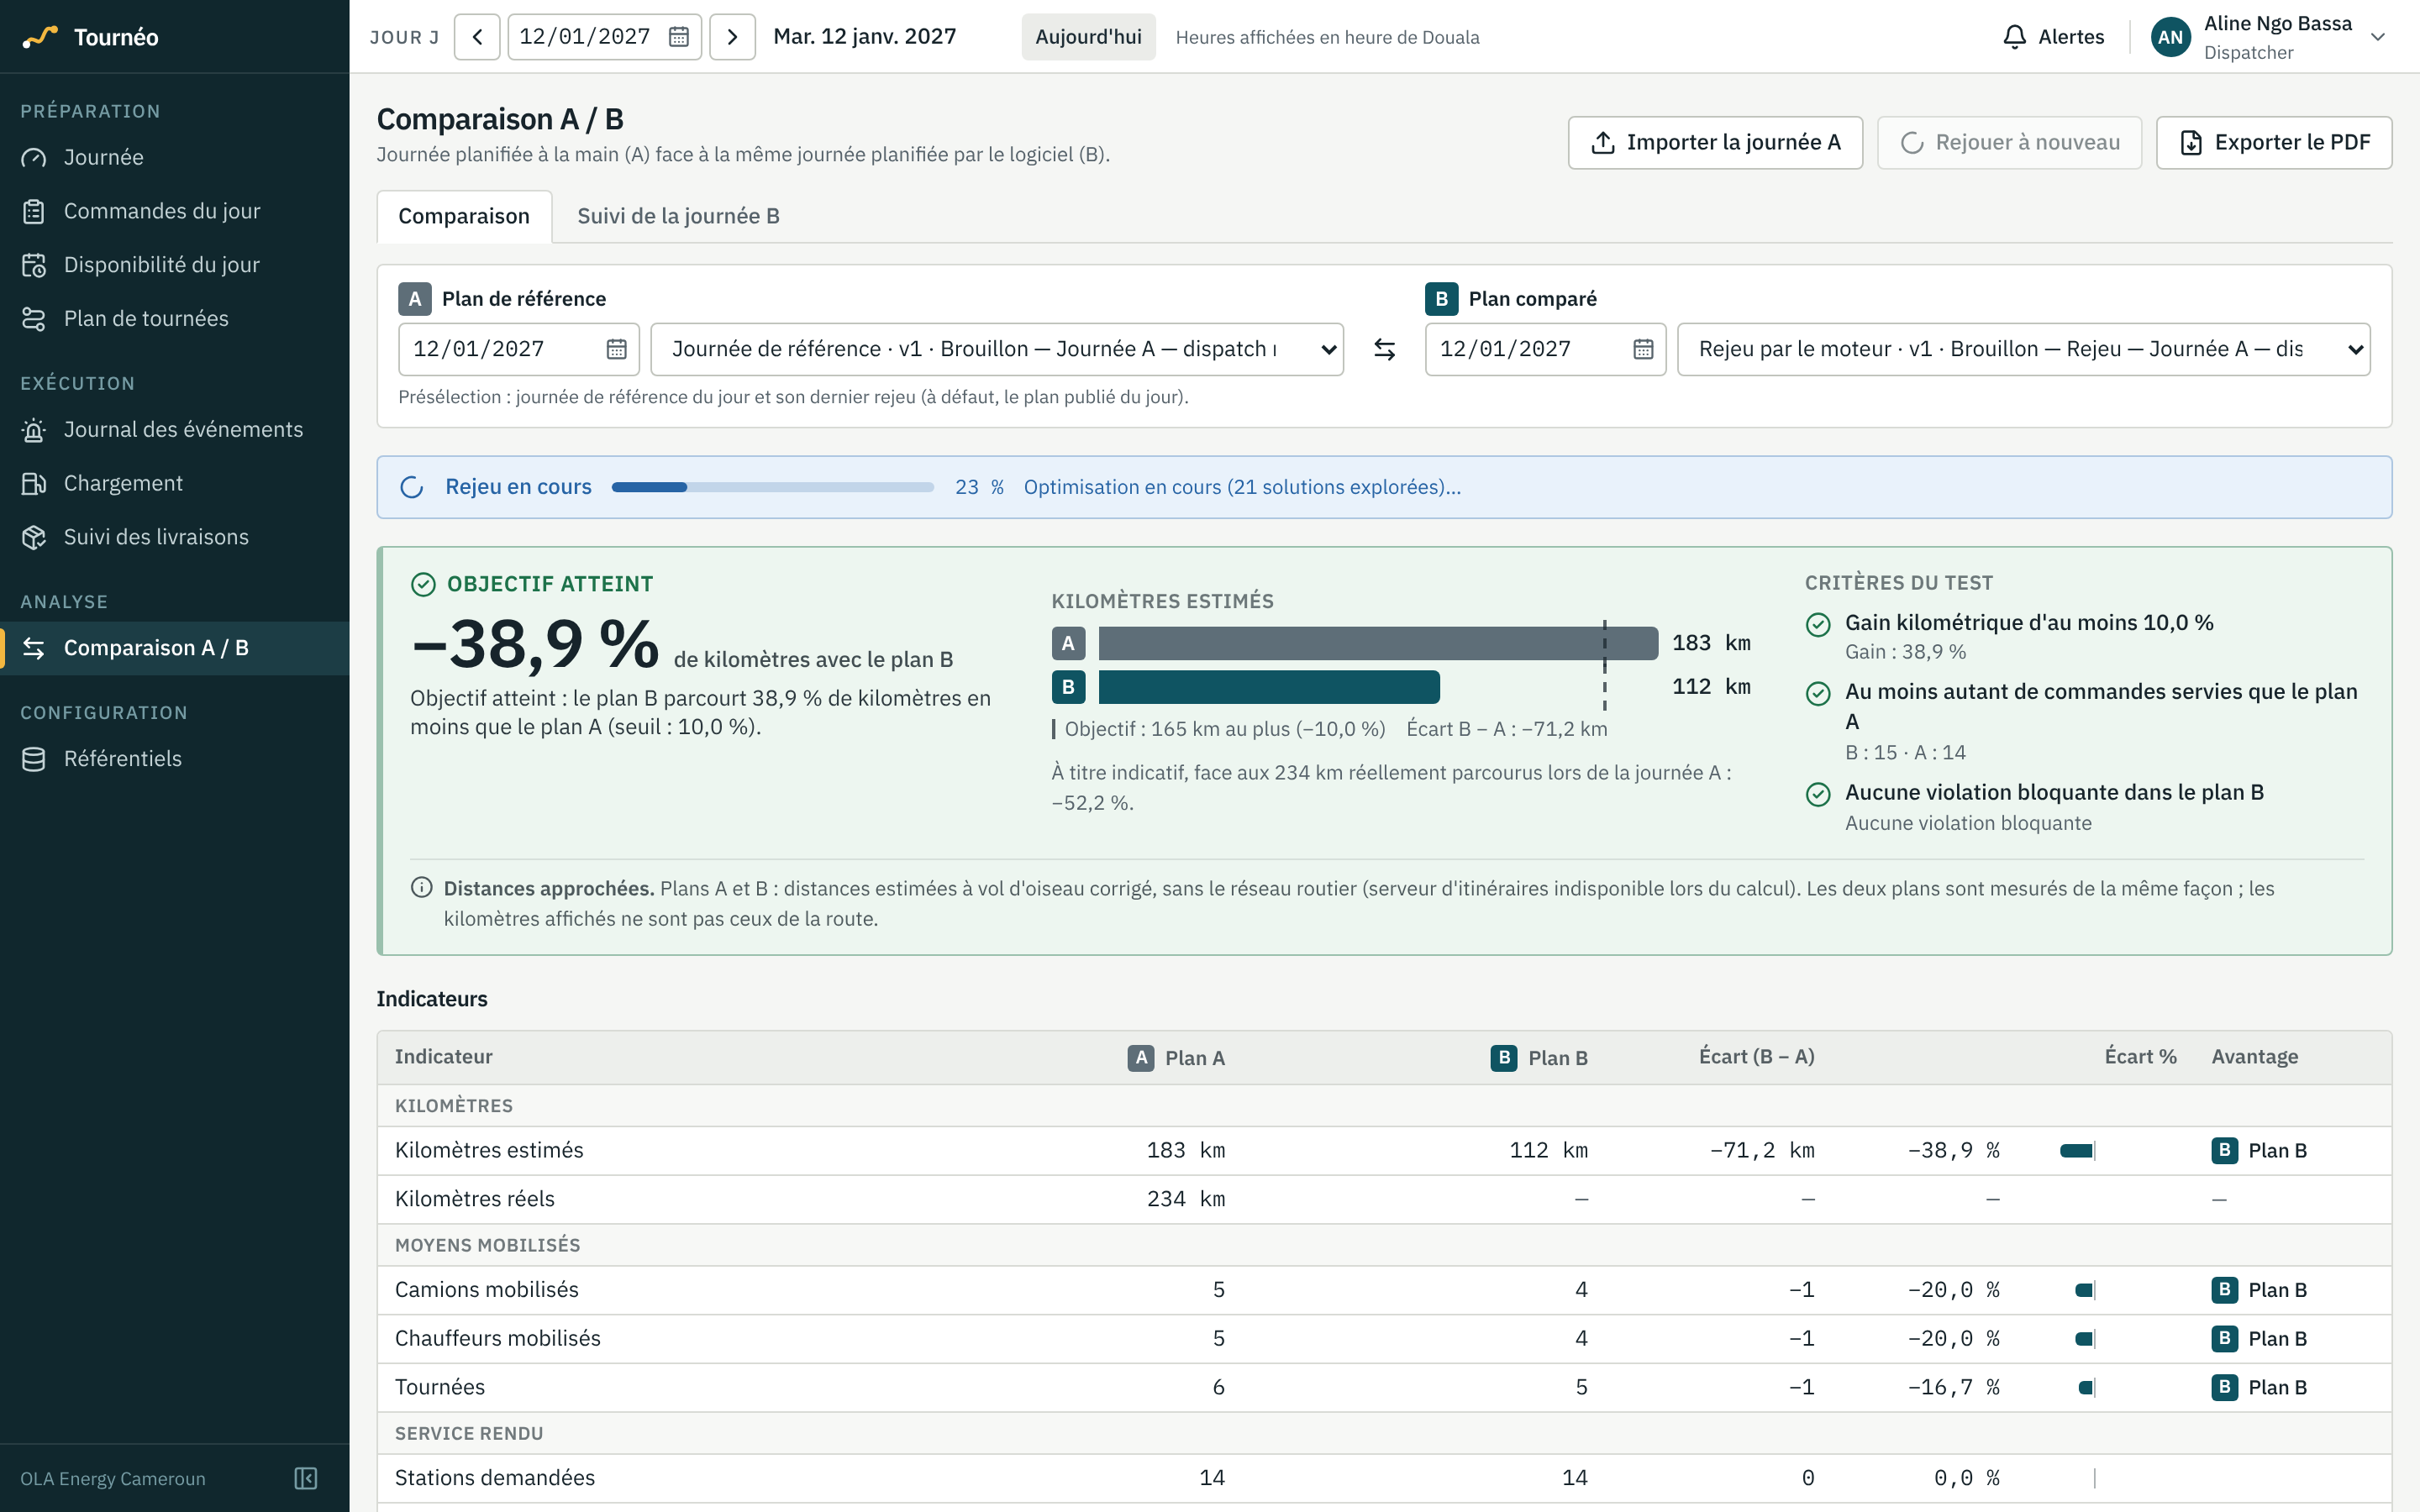 Tournéo
JOUR J
12/01/2027
Mar. 12 janv. 2027
Aujourd'hui
Heures affichées en heure de Douala
Alertes
AN
Aline Ngo Bassa
Dispatcher
PRÉPARATION
Journée
Commandes du jour
Disponibilité du jour
Plan de tournées
EXÉCUTION
Journal des événements
Chargement
Suivi des livraisons
ANALYSE
Comparaison A / B
CONFIGURATION
Référentiels
OLA Energy Cameroun
Comparaison A / B
Journée planifiée à la main (A) face à la même journée planifiée par le logiciel (B).
Importer la journée A
Rejouer à nouveau
Exporter le PDF
Comparaison
Suivi de la journée B
A Plan de référence
12/01/2027
Journée de référence · v1 · Brouillon — Journée A — dispatch
B Plan comparé
12/01/2027
Rejeu par le moteur · v1 · Brouillon — Rejeu — Journée A — dis
Présélection : journée de référence du jour et son dernier rejeu (à défaut, le plan publié du jour).
Rejeu en cours
23 %
Optimisation en cours (21 solutions explorées)…
OBJECTIF ATTEINT
−38,9 % de kilomètres avec le plan B
Objectif atteint : le plan B parcourt 38,9 % de kilomètres en
moins que le plan A (seuil : 10,0 %).
KILOMÈTRES ESTIMÉS
A 183 km
B 112 km
Objectif : 165 km au plus (−10,0 %) Écart B − A : −71,2 km
À titre indicatif, face aux 234 km réellement parcourus lors de la journée A :
−52,2 %.
CRITÈRES DU TEST
Gain kilométrique d'au moins 10,0 %
Gain : 38,9 %
Au moins autant de commandes servies que le plan
A
B : 15 · A : 14
Aucune violation bloquante dans le plan B
Aucune violation bloquante
Distances approchées. Plans A et B : distances estimées à vol d'oiseau corrigé, sans le réseau routier (serveur d'itinéraires indisponible lors du calcul). Les deux plans sont mesurés de la même façon ; les
kilomètres affichés ne sont pas ceux de la route.
Indicateurs
Indicateur A Plan A B Plan B Écart (B − A) Écart % Avantage
KILOMÈTRES
Kilomètres estimés 183 km 112 km −71,2 km −38,9 % B Plan B
Kilomètres réels 234 km — — — —
MOYENS MOBILISÉS
Camions mobilisés 5 4 −1 −20,0 % B Plan B
Chauffeurs mobilisés 5 4 −1 −20,0 % B Plan B
Tournées 6 5 −1 −16,7 % B Plan B
SERVICE RENDU
Stations demandées 14 14 0 0,0 %